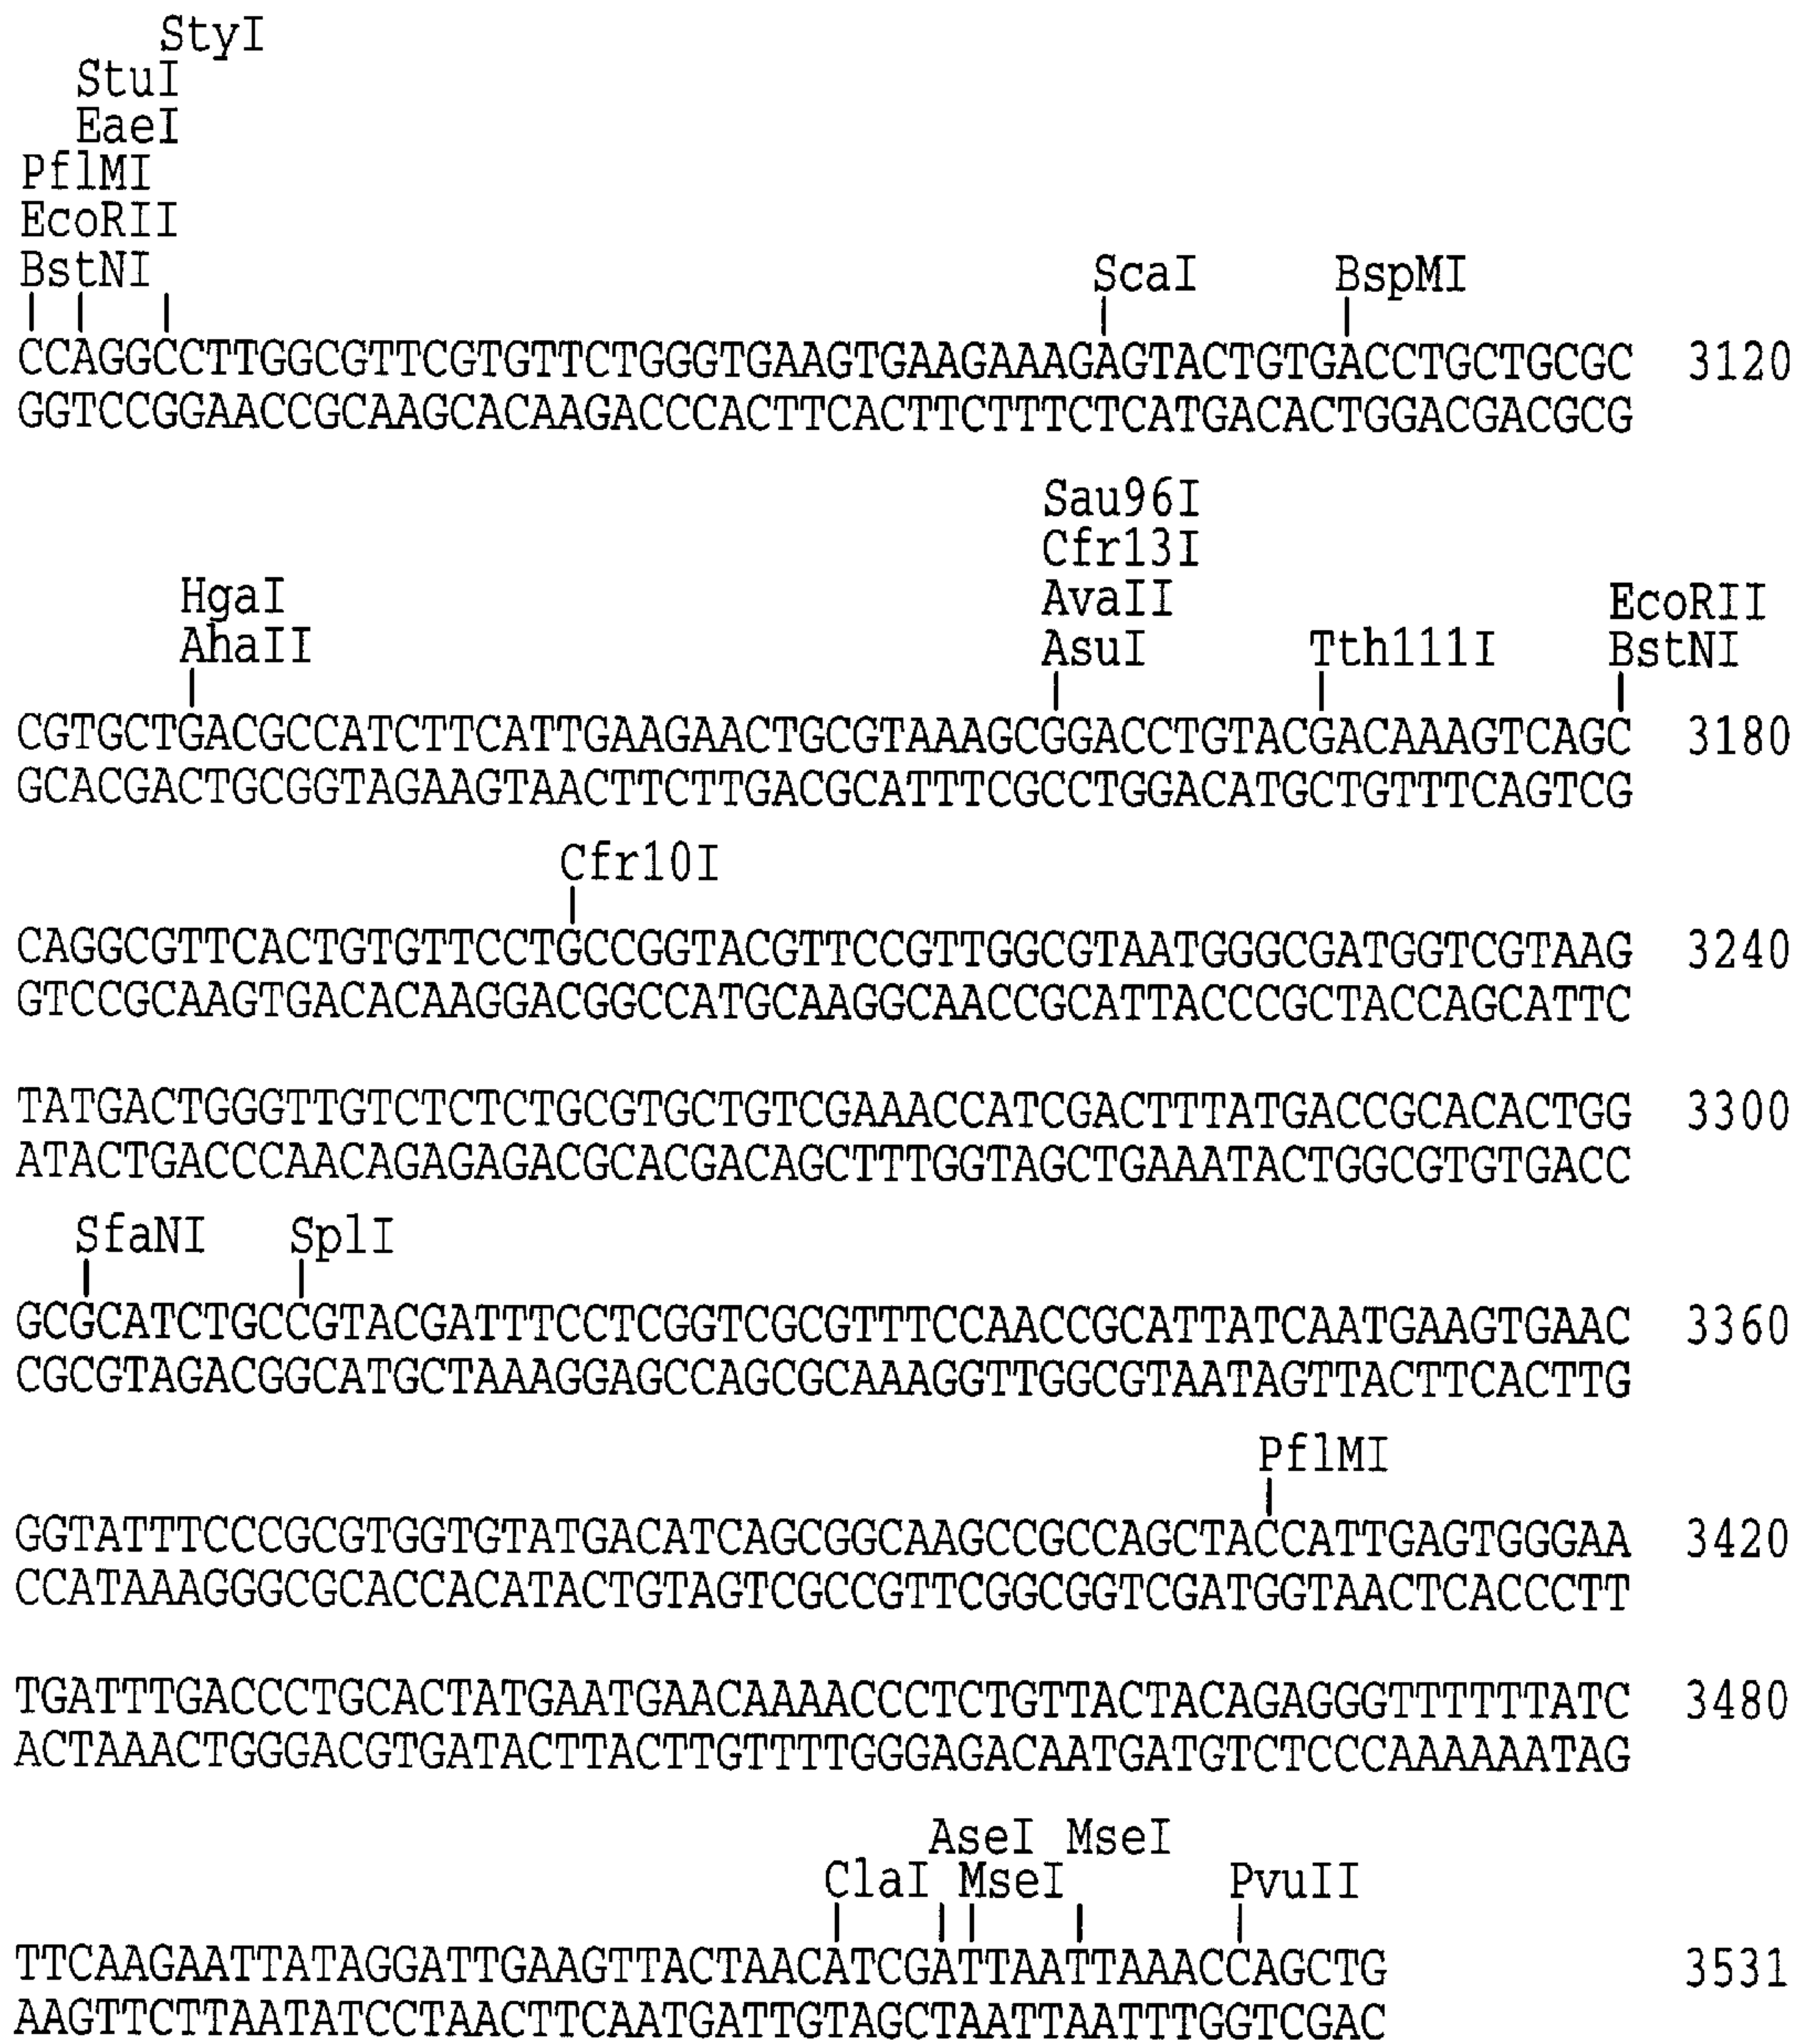 StyI
StuI
EaeI
PflMI
EcoRII
BstNI ScaI BspMI
CCAGGCCTTGGCGTTCGTGTTCTGGGTGAAGTGAAGAAAGAGTACTGTGACCTGCTGCGC 3120
GGTCCGGAACCGCAAGCACAAGACCCACTTCACTTCTTTCTCATGACACTGGACGACGCG
Sau96I
Cfr13I
HgaI AvaII EcoRII
AhaII AsuI Tth111I BstNI
CGTGCTGACGCCATCTTCATTGAAGAACTGCGTAAAGCGGACCTGTACGACAAAGTCAGC 3180
GCACGACTGCGGTAGAAGTAACTTCTTGACGCATTTCGCCTGGACATGCTGTTTCAGTCG
Cfr10I
CAGGCGTTCACTGTGTTCCTGCCGGTACGTTCCGTTGGCGTAATGGGCGATGGTCGTAAG 3240
GTCCGCAAGTGACACAAGGACGGCCATGCAAGGCAACCGCATTACCCGCTACCAGCATTC
TATGACTGGGTTGTCTCTCTGCGTGCTGTCGAAACCATCGACTTTATGACCGCACACTGG 3300
ATACTGACCCAACAGAGAGACGCACGACAGCTTTGGTAGCTGAAATACTGGCGTGTGACC
SfaNI SplI
GCGCATCTGCCGTACGATTTCCTCGGTCGCGTTTCCAACCGCATTATCAATGAAGTGAAC 3360
CGCGTAGACGGCATGCTAAAGGAGCCAGCGCAAAGGTTGGCGTAATAGTTACTTCACTTG
PflMI
GGTATTTCCCGCGTGGTGTATGACATCAGCGGCAAGCCGCCAGCTACCATTGAGTGGGAA 3420
CCATAAAGGGCGCACCACATACTGTAGTCGCCGTTCGGCGGTCGATGGTAACTCACCCTT
TGATTTGACCCTGCACTATGAATGAACAAAACCCTCTGTTACTACAGAGGGTTTTTTATC 3480
ACTAAACTGGGACGTGATACTTACTTGTTTTGGGAGACAATGATGTCTCCCAAAAAATAG
AseI MseI
ClaI MseI PvuII
TTCAAGAATTATAGGATTGAAGTTACTAACATCGATTAATTAAACCAGCTG 3531
AAGTTCTTAATATCCTAACTTCAATGATTGTAGCTAATTAATTTGGTCGAC